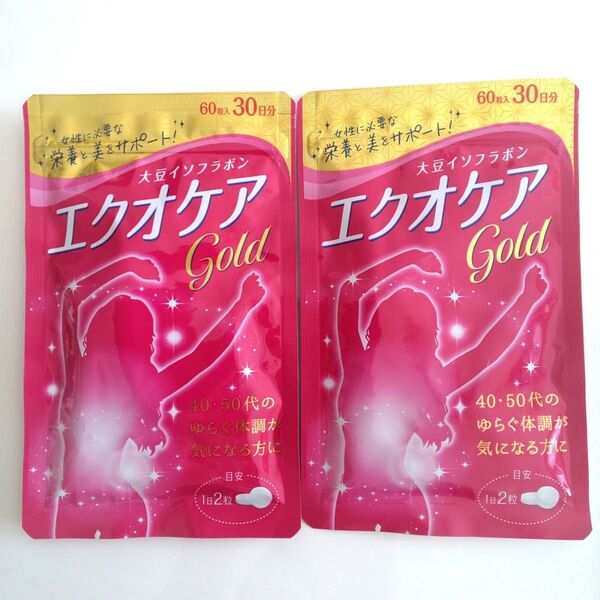 60粒入 30日分
女性に必要な
栄養と美をサポート!
大豆イソフラボン
エクオケア
Gold
40・50代の
ゆらぐ体調が
気になる方に
目安
1日2粒
60粒入 30日分
女性に必要な
栄養と美をサポート!
大豆イソフラボン
エクオケア
Gold
40・50代の
ゆらぐ体調が
気になる方に
目安
1日2粒